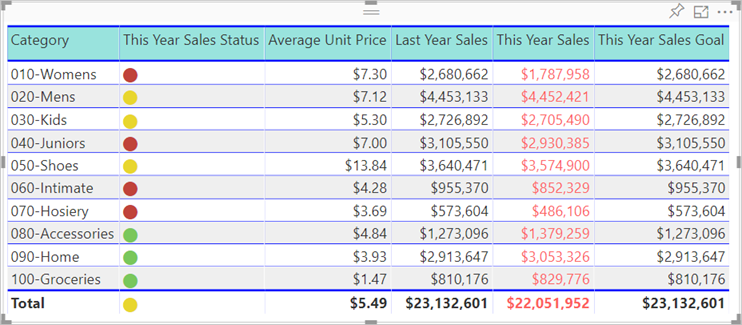 Category This Year Sales Status Average Unit Price Last Year Sales This Year Sales This Year Sales Goal
010-Womens $7.30 $2,680,662 $1,787,958 $2,680,662
020-Mens $7.12 $4,453,133 $4,452,421 $4,453,133
030-Kids $5.30 $2,726,892 $2,705,490 $2,726,892
040-Juniors $7.00 $3,105,550 $2,930,385 $3,105,550
050-Shoes $13.84 $3,640,471 $3,574,900 $3,640,471
060-Intimate $4.28 $955,370 $852,329 $955,370
070-Hosiery $3.69 $573,604 $486,106 $573,604
080-Accessories $4.84 $1,273,096 $1,379,259 $1,273,096
090-Home $3.93 $2,913,647 $3,053,326 $2,913,647
100-Groceries $1.47 $810,176 $829,776 $810,176
Total $5.49 $23,132,601 $22,051,952 $23,132,601